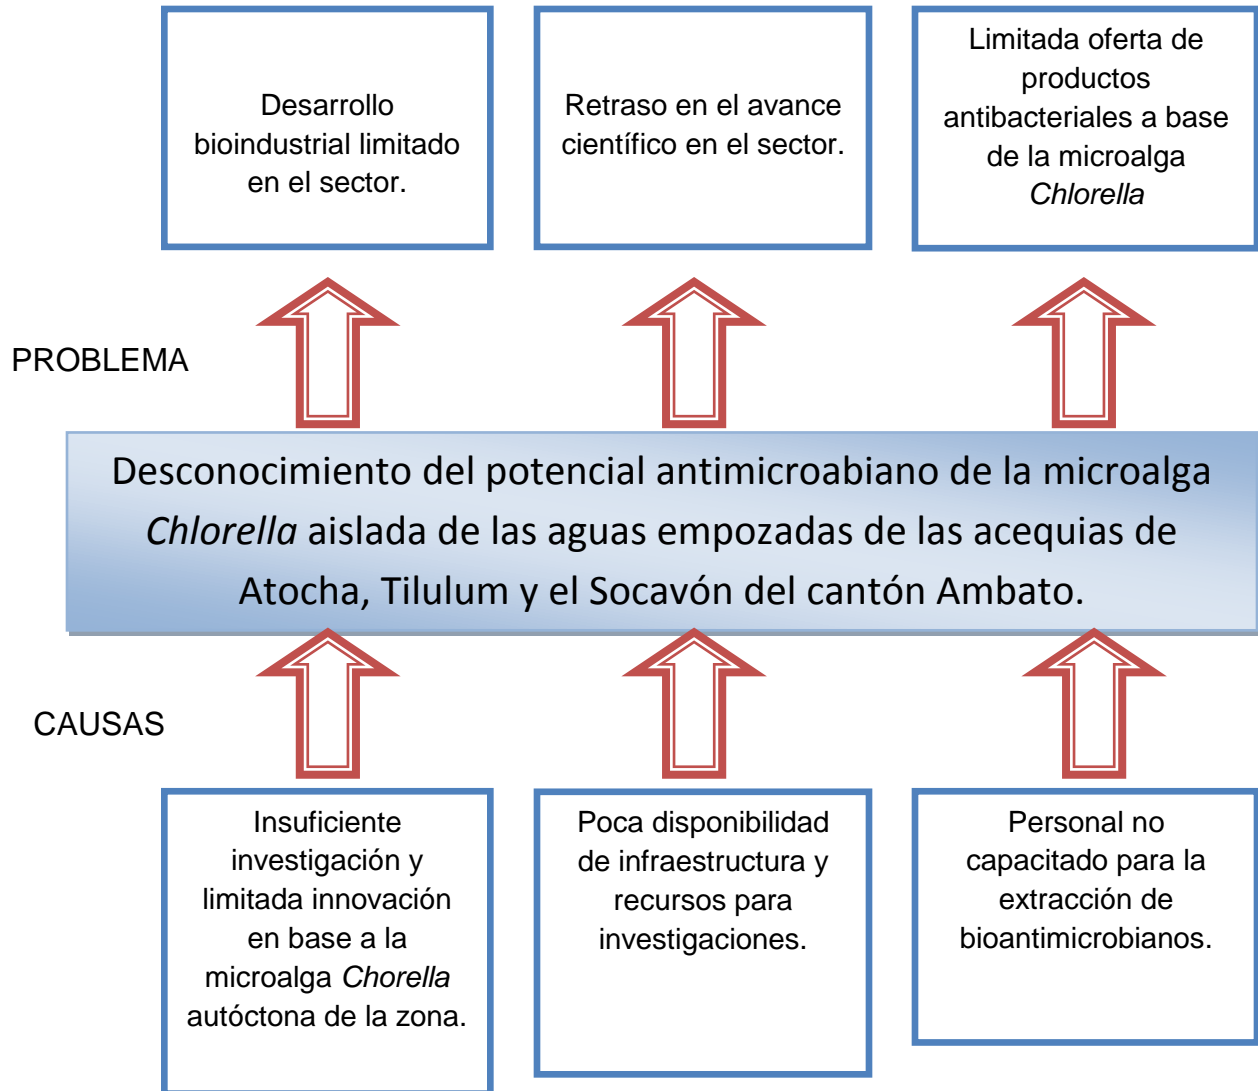 Desarrollo
bioindustrial limitado
en el sector.
Retraso en el avance
científico en el sector.
Limitada oferta de
productos
antibacteriales a base
de la microalga
Chlorella
PROBLEMA
Desconocimiento del potencial antimicroabiano de la microalga
Chlorella aislada de las aguas empozadas de las acequias de
Atocha, Tilulum y el Socavón del cantón Ambato.
CAUSAS
Insuficiente
investigación y
limitada innovación
en base a la
microalga Chorella
autóctona de la zona.
Poca disponibilidad
de infraestructura y
recursos para
investigaciones.
Personal no
capacitado para la
extracción de
bioantimicrobianos.